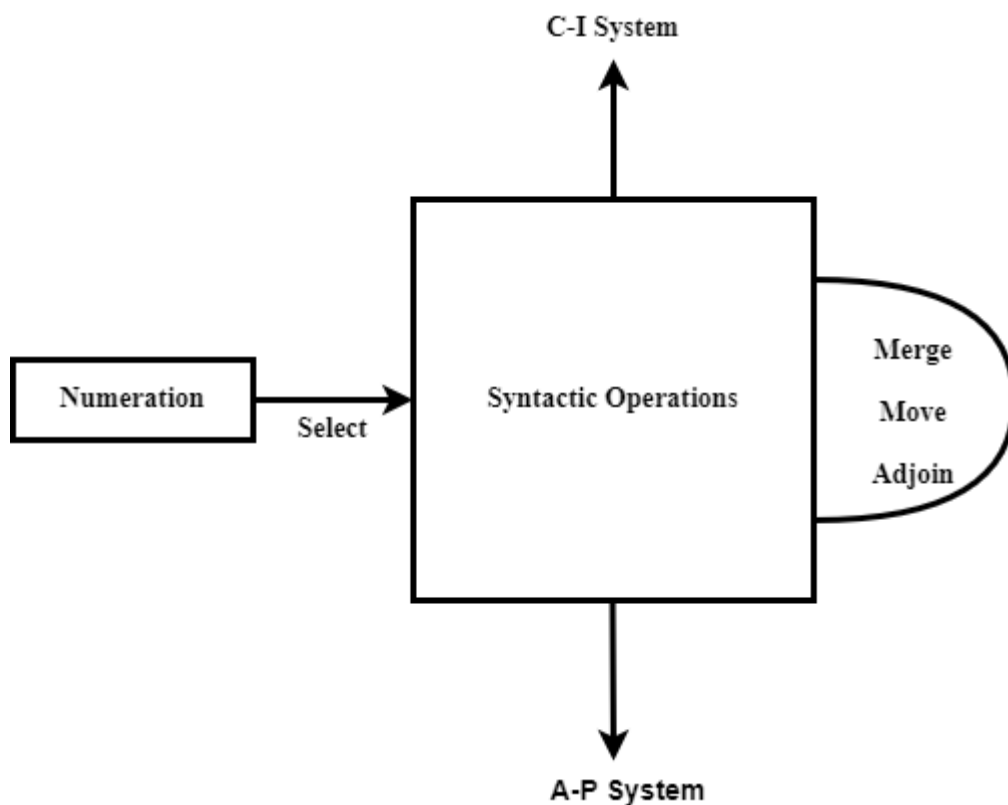 C-I System
Numeration
Select
Syntactic Operations
Merge
Move
Adjoin
A-P System